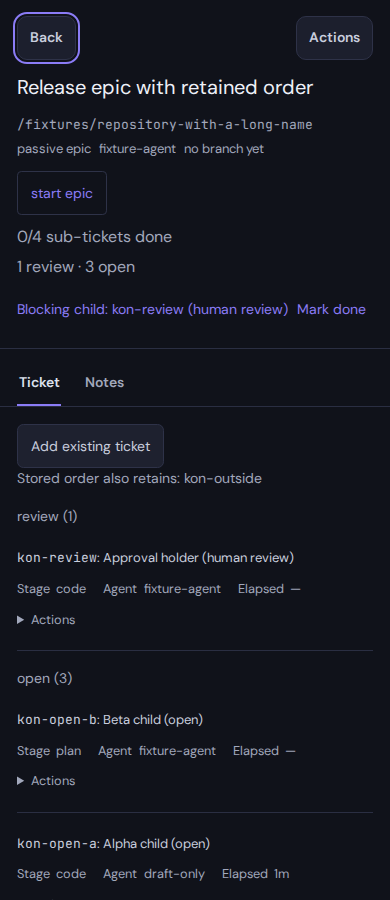 Back Actions
Release epic with retained order
/fixtures/repository-with-a-long-name
passive epic fixture-agent no branch yet
start epic
0/4 sub-tickets done
1 review · 3 open
Blocking child: kon-review (human review) Mark done
Ticket Notes
Add existing ticket
Stored order also retains: kon-outside
review (1)
kon-review: Approval holder (human review)
Stage code Agent fixture-agent Elapsed —
▶ Actions
open (3)
kon-open-b: Beta child (open)
Stage plan Agent fixture-agent Elapsed —
▶ Actions
kon-open-a: Alpha child (open)
Stage code Agent draft-only Elapsed 1m